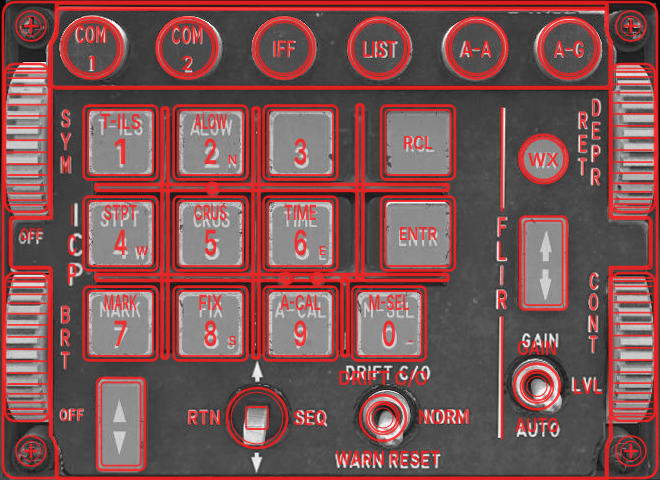 COM 1
COM 2
IFF
LIST
A-A
A-G
SYM
T-ILS 1
ALOW 2 N
3
RCL
WX
RET
DEPR
OFF
ICP
STPT 4 W
CRUS 5
TIME 6 E
ENTR
FLIR
BRT
MARK 7
FIX 8 S
A-CAL 9
M-SEL 0 -
CONT
GAIN
LVL
AUTO
OFF
RTN
SEQ
DRIFT C/O
NORM
WARN RESET